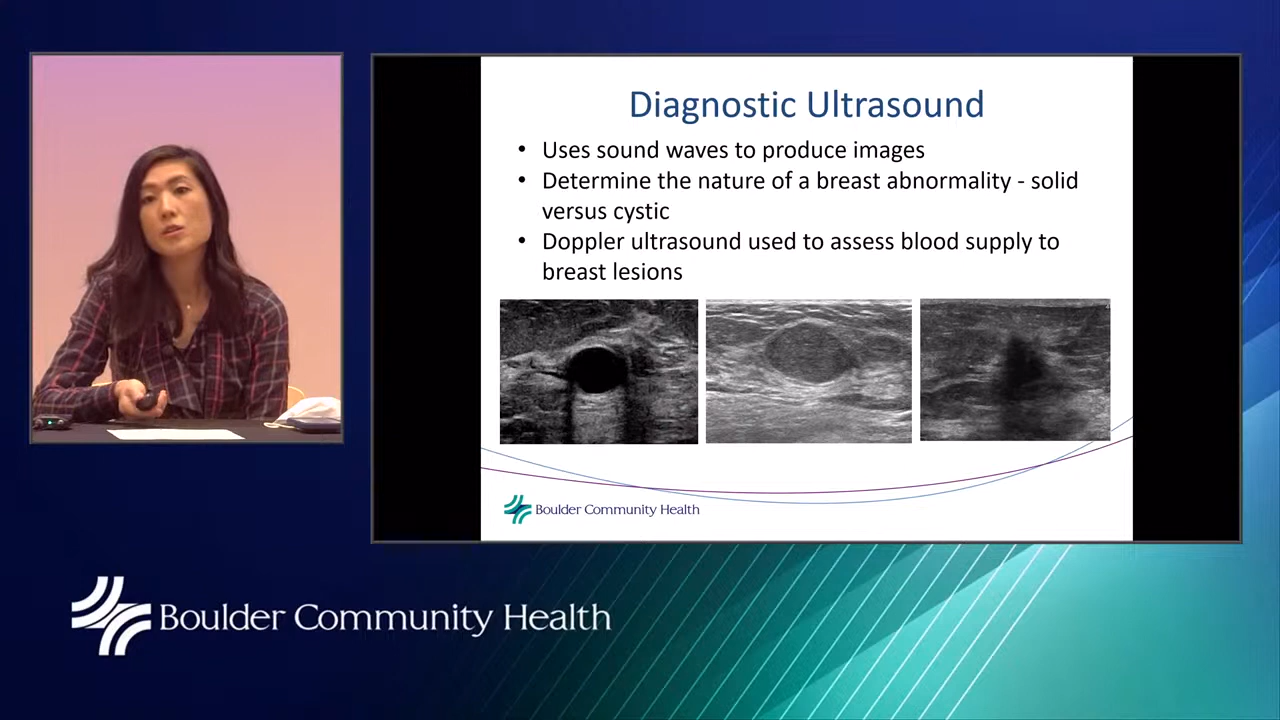 Diagnostic Ultrasound
• Uses sound waves to produce images
• Determine the nature of a breast abnormality - solid
versus cystic
• Doppler ultrasound used to assess blood supply to
breast lesions
Boulder Community Health
Boulder Community Health